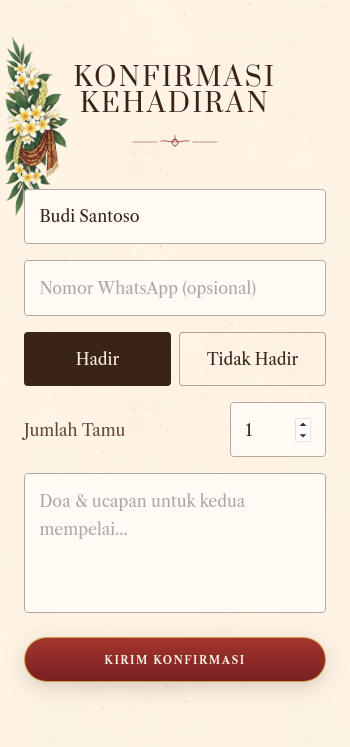 KONFIRMASI
KEHADIRAN
Budi Santoso
Nomor WhatsApp (opsional)
Hadir
Tidak Hadir
Jumlah Tamu
1
Doa & ucapan untuk kedua
mempelai...
KIRIM KONFIRMASI